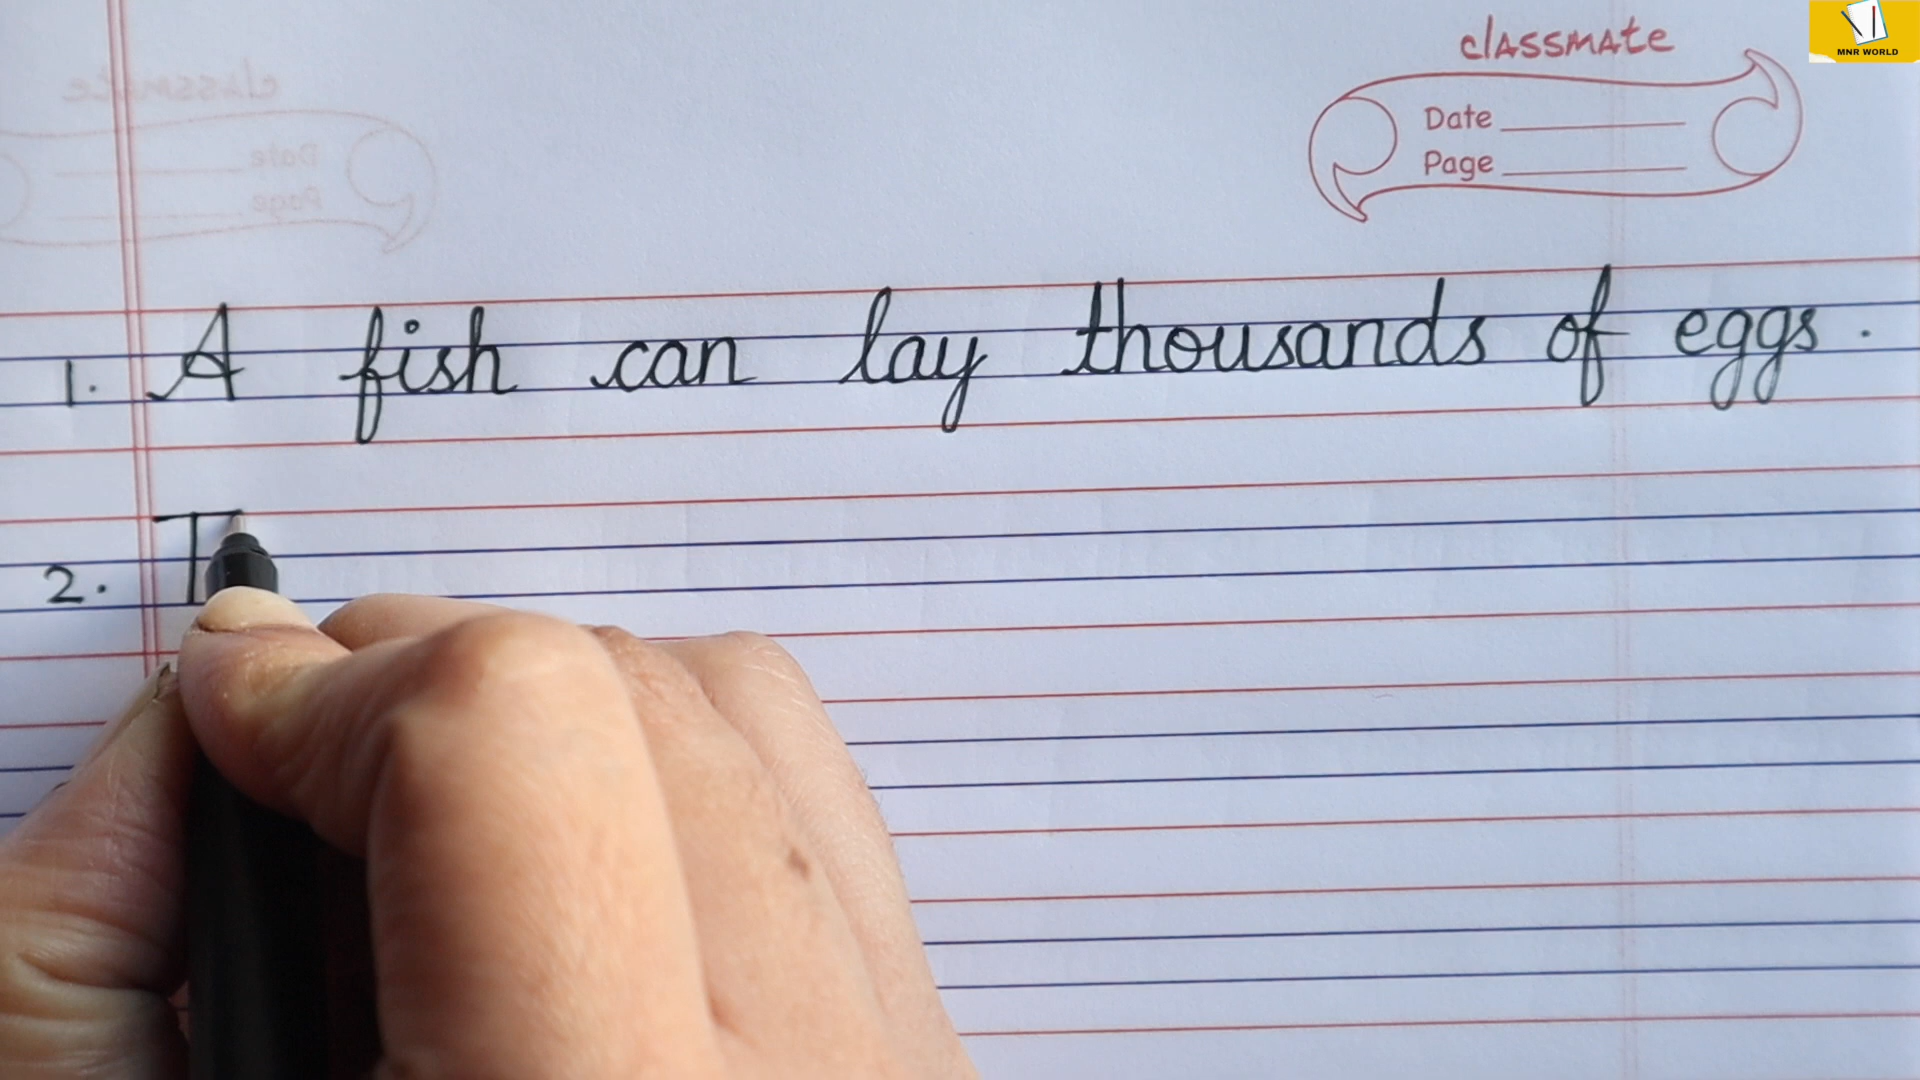 classmate
Date
Page
MNR WORLD
1. A fish can lay thousands of eggs.
2. T